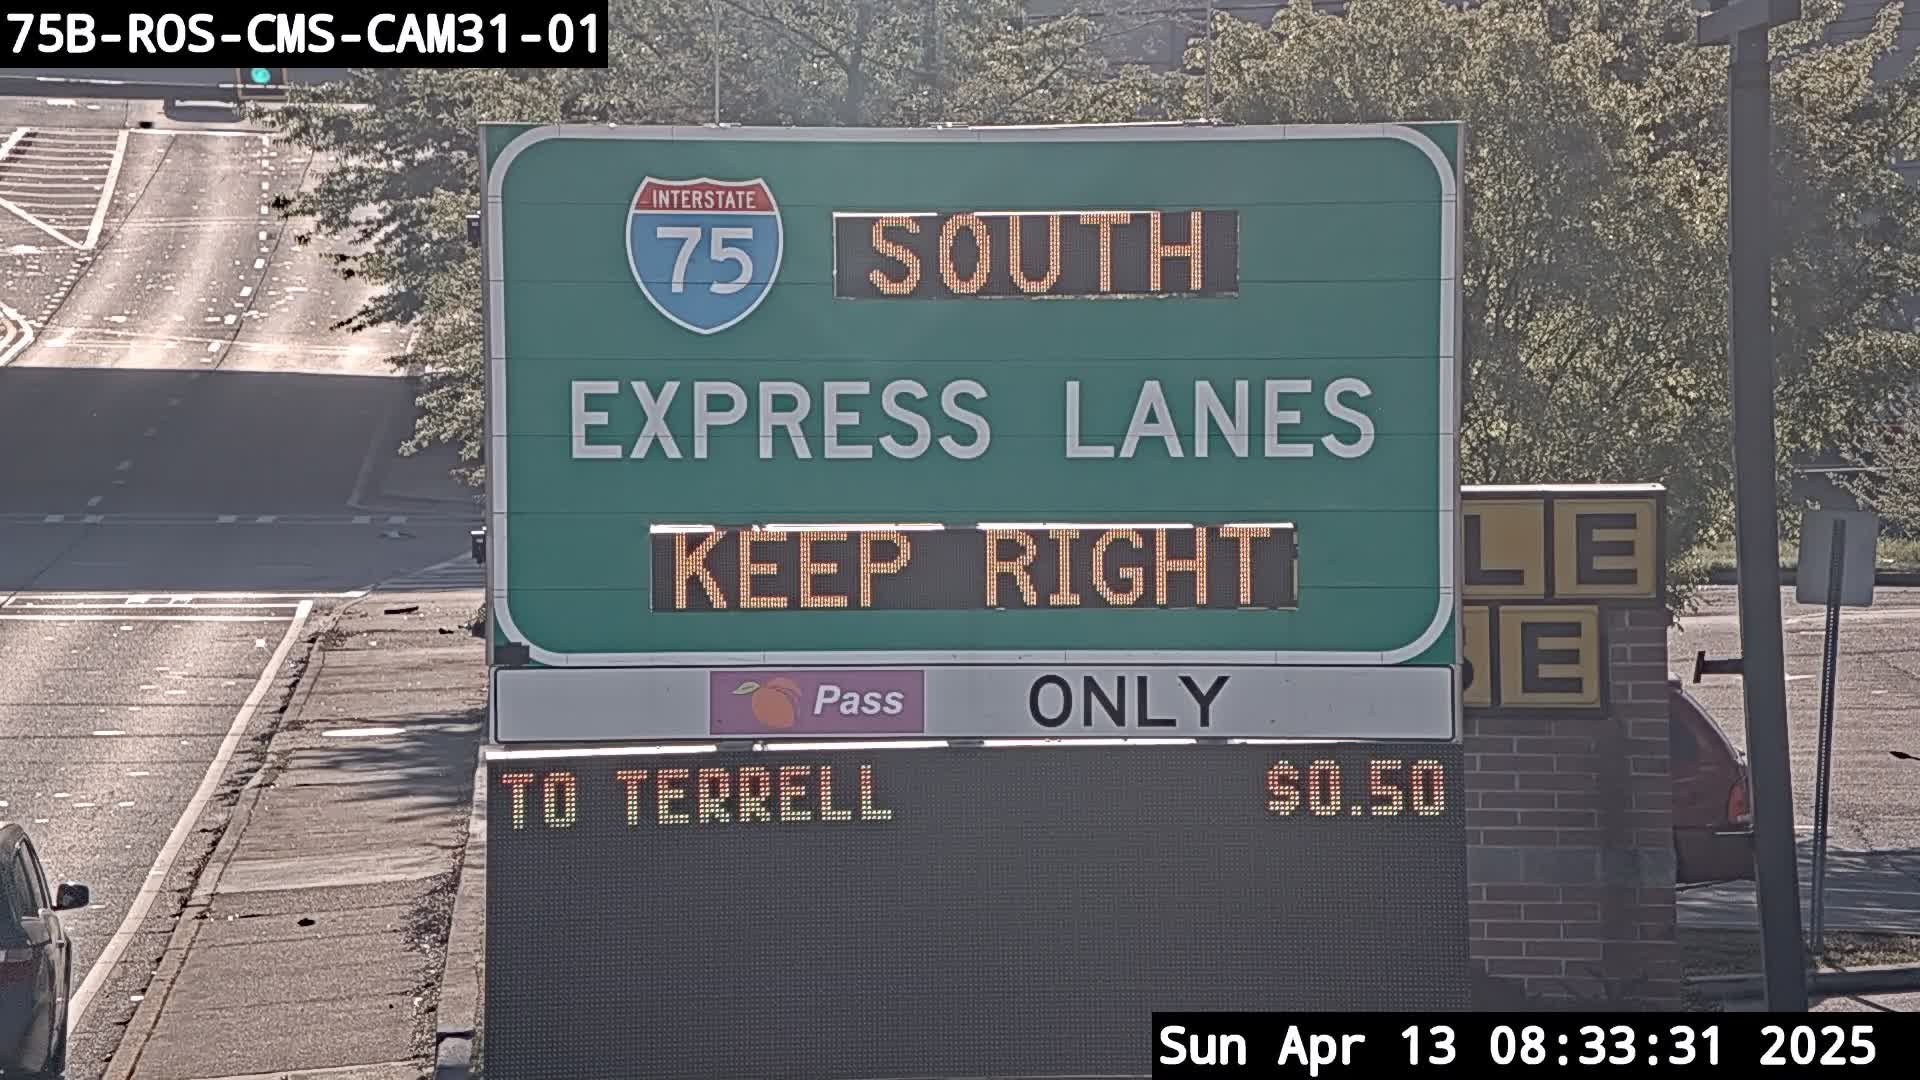 75B-ROS-CMS-CAM31-01
INTERSTATE
75
SOUTH
EXPRESS LANES
KEEP RIGHT
Pass ONLY
TO TERRELL $0.50
LE
E
Sun Apr 13 08:33:31 2025